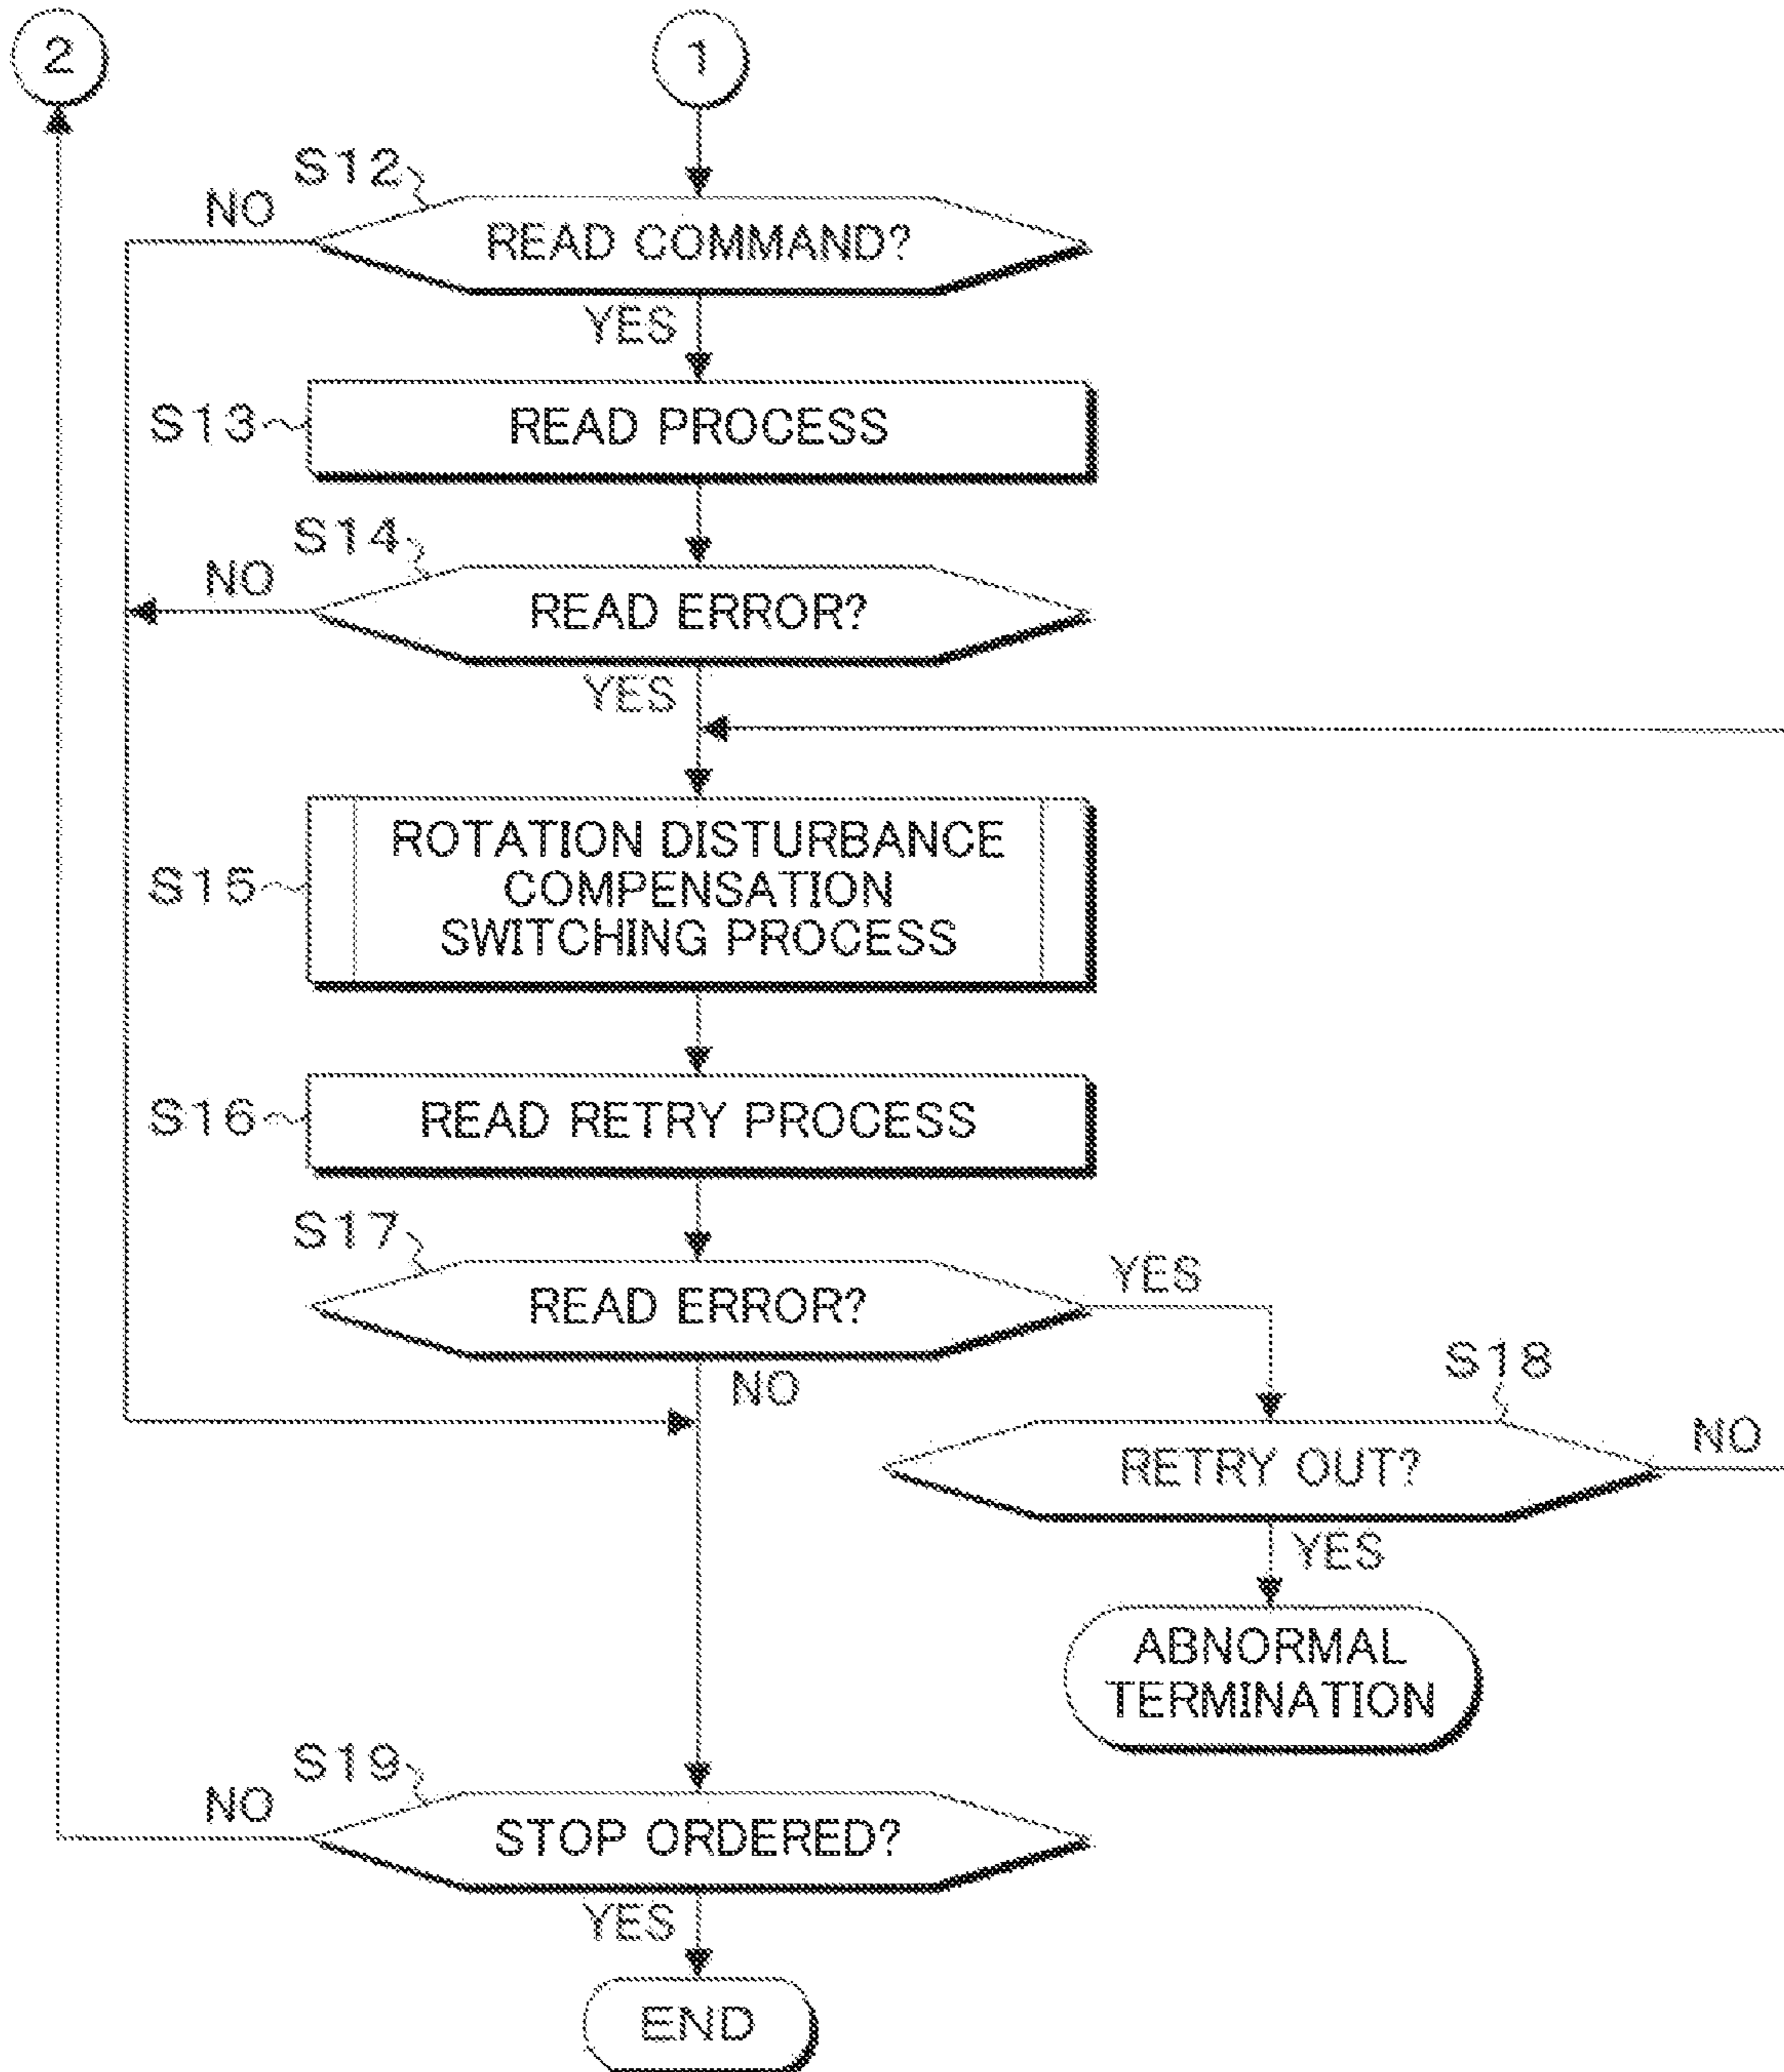 2
1
S12
NO
READ COMMAND?
YES
S13
READ PROCESS
S14
NO
READ ERROR?
YES
S15
ROTATION DISTURBANCE
COMPENSATION
SWITCHING PROCESS
S16
READ RETRY PROCESS
S17
READ ERROR?
YES
NO
S18
RETRY OUT?
NO
YES
ABNORMAL
TERMINATION
S19
NO
STOP ORDERED?
YES
END